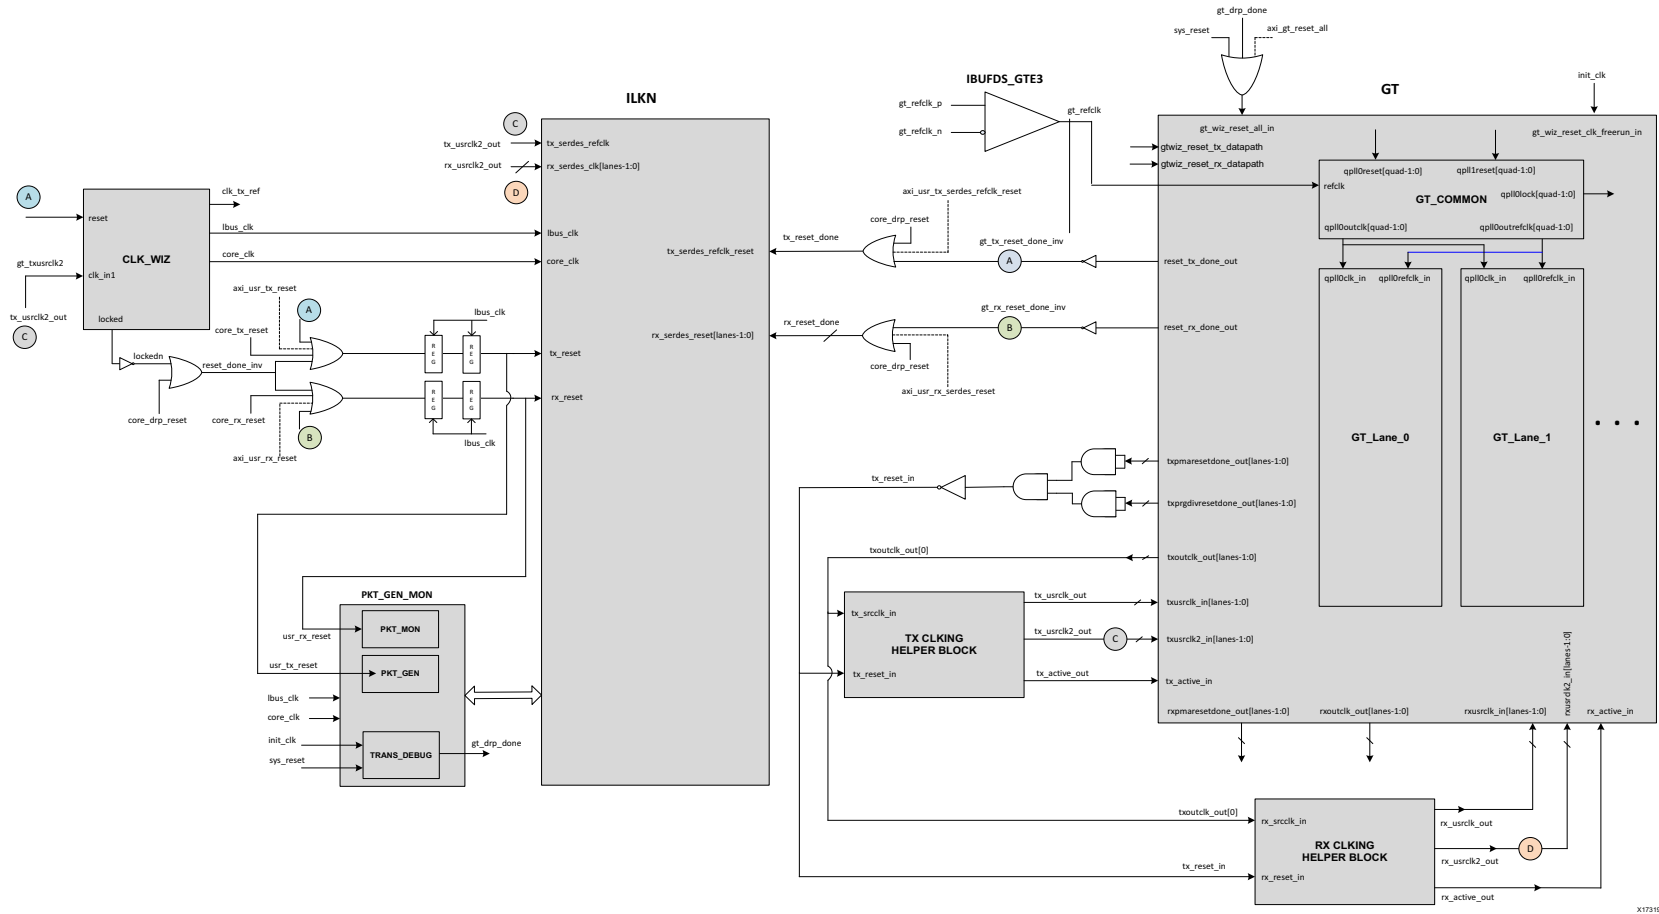 gt_drp_done
sys_reset
axi_gt_reset_all
IBUFDS_GTE3
init_clk
GT
ILKN
gt_refclk_p
gt_refclk
gt_refclk_n
C
tx_usrclk2_out
tx_serdes_refclk
rx_usrclk2_out
rx_serdes_clk[lanes-1:0]
D
gt_wiz_reset_all_in
gt_wiz_reset_clk_freerun_in
gtwiz_reset_tx_datapath
gtwiz_reset_rx_datapath
qpll0reset[quad-1:0]
qpll1reset[quad-1:0]
refclk
GT_COMMON
qpll0lock[quad-1:0]
qpll0outclk[quad-1:0]
qpll0outrefclk[quad-1:0]
A
clk_tx_ref
reset
lbus_clk
lbus_clk
CLK_WIZ
core_clk
core_clk
gt_txusrclk2
clk_in1
tx_usrclk2_out
C
locked
axi_usr_tx_serdes_refclk_reset
core_drp_reset
tx_reset_done
gt_tx_reset_done_inv
tx_serdes_refclk_reset
A
reset_tx_done_out
qpll0clk_in
qpll0refclk_in
qpll0clk_in
qpll0refclk_in
axi_usr_tx_reset
A
core_tx_reset
lbus_clk
REG
REG
gt_rx_reset_done_inv
rx_reset_done
B
reset_rx_done_out
rx_serdes_reset[lanes-1:0]
core_drp_reset
axi_usr_rx_serdes_reset
lockedn
tx_reset
reset_done_inv
REG
REG
rx_reset
core_drp_reset
core_rx_reset
B
axi_usr_rx_reset
lbus_clk
GT_Lane_0
GT_Lane_1
txpmaresetdone_out[lanes-1:0]
tx_reset_in
txprgdivresetdone_out[lanes-1:0]
txoutclk_out[0]
txoutclk_out[lanes-1:0]
PKT_GEN_MON
tx_usrclk_out
tx_srcclk_in
txusrclk_in[lanes-1:0]
TX CLKING
HELPER BLOCK
tx_usrclk2_out
C
txusrclk2_in[lanes-1:0]
tx_reset_in
tx_active_out
tx_active_in
PKT_MON
usr_rx_reset
usr_tx_reset
PKT_GEN
lbus_clk
core_clk
init_clk
TRANS_DEBUG
gt_drp_done
sys_reset
rxpmaresetdone_out[lanes-1:0]
rxoutclk_out[lanes-1:0]
rxusrclk_in[lanes-1:0]
rxusrclk2_in[lanes-1:0]
rx_active_in
txoutclk_out[0]
rx_srcclk_in
rx_usrclk_out
RX CLKING
HELPER BLOCK
D
rx_usrclk2_out
tx_reset_in
rx_reset_in
rx_active_out
X17319